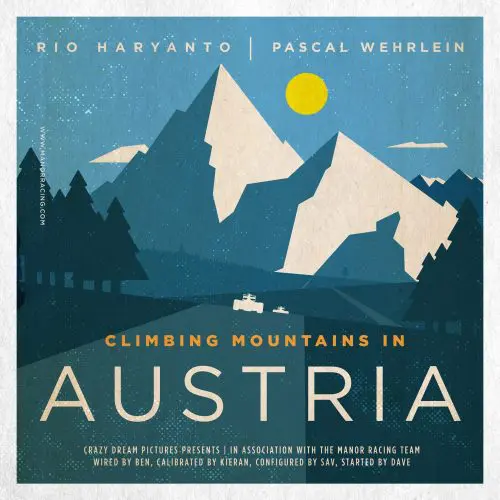 RIO HARYANTO | PASCAL WEHRLEIN
WWW.MANORRACING.COM
CLIMBING MOUNTAINS IN
AUSTRIA
CRAZY DREAM PICTURES PRESENTS | IN ASSOCIATION WITH THE MANOR RACING TEAM
WIRED BY BEN, CALIBRATED BY KIERAN, CONFIGURED BY SAV, STARTED BY DAVE